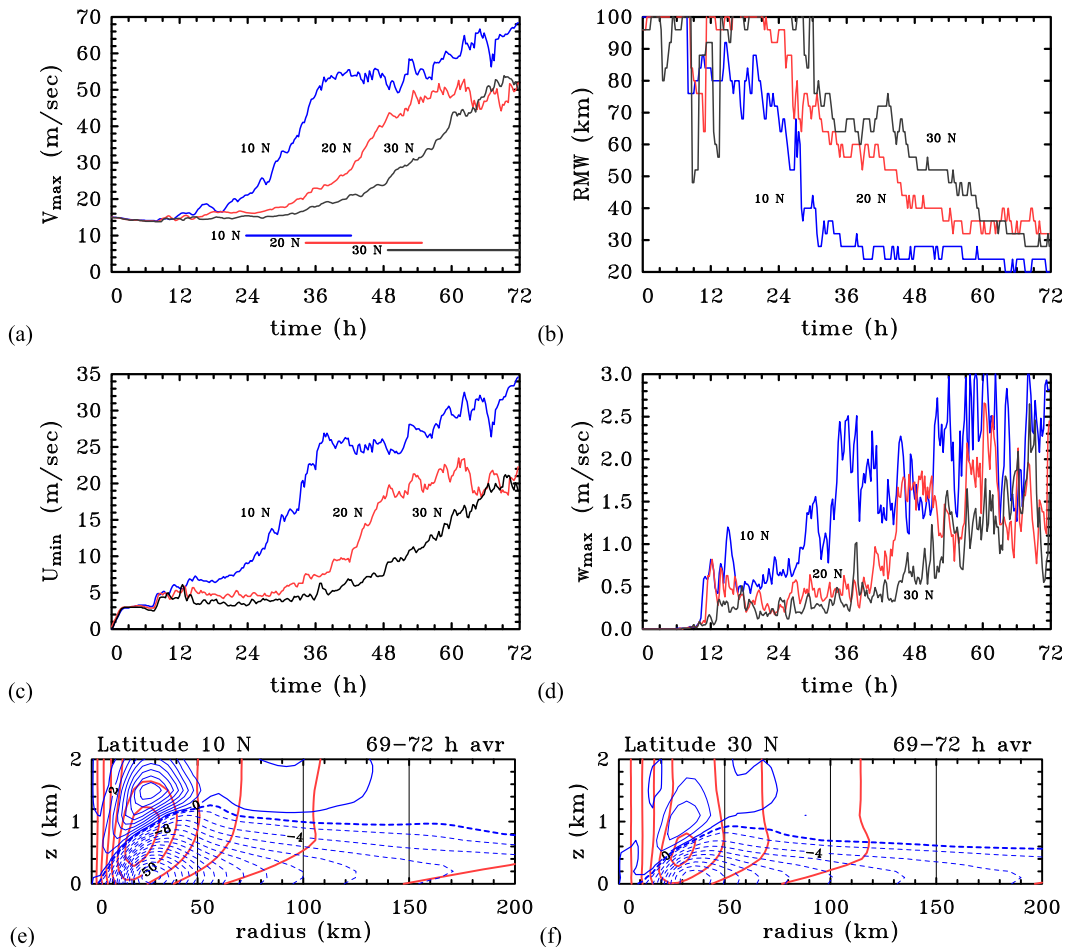 70
60
50
40
30
20
10
0
V_max (m/sec)
10 N
20 N
30 N
10 N
20 N
30 N
0 12 24 36 48 60 72
time (h)
(a)
100
90
80
70
60
50
40
30
20
RMW (km)
30 N
10 N
20 N
0 12 24 36 48 60 72
time (h)
(b)
35
30
25
20
15
10
5
0
U_min (m/sec)
10 N
20 N
30 N
0 12 24 36 48 60 72
time (h)
(c)
3.0
2.5
2.0
1.5
1.0
0.5
0.0
w_max (m/sec)
10 N
20 N
30 N
0 12 24 36 48 60 72
time (h)
(d)
Latitude 10 N 69-72 h avr
2
1
0
z (km)
2
0
-8
-4
50
0 50 100 150 200
radius (km)
(e)
Latitude 30 N 69-72 h avr
2
1
0
z (km)
0
-4
0 50 100 150 200
radius (km)
(f)